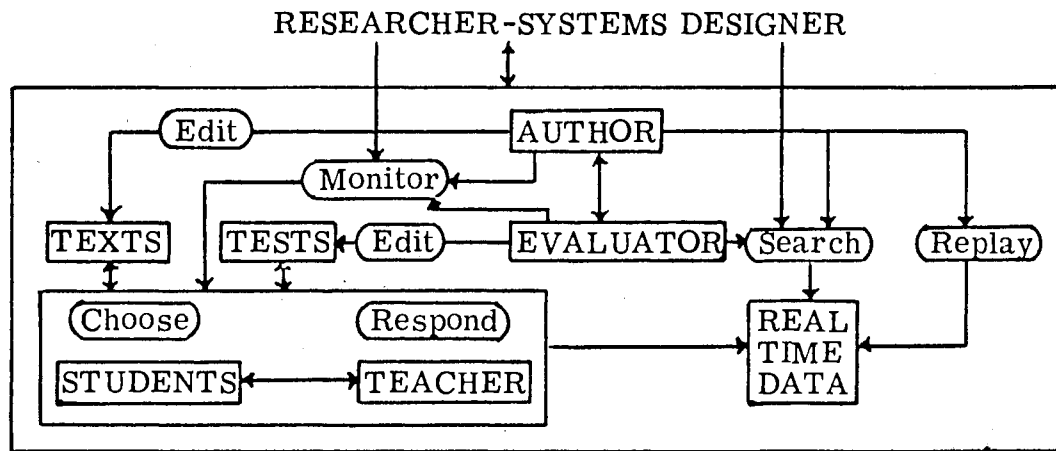 RESEARCHER-SYSTEMS DESIGNER
Edit
AUTHOR
Monitor
TEXTS
TESTS
Edit
EVALUATOR
Search
Replay
Choose
Respond
REAL
TIME
DATA
STUDENTS
TEACHER